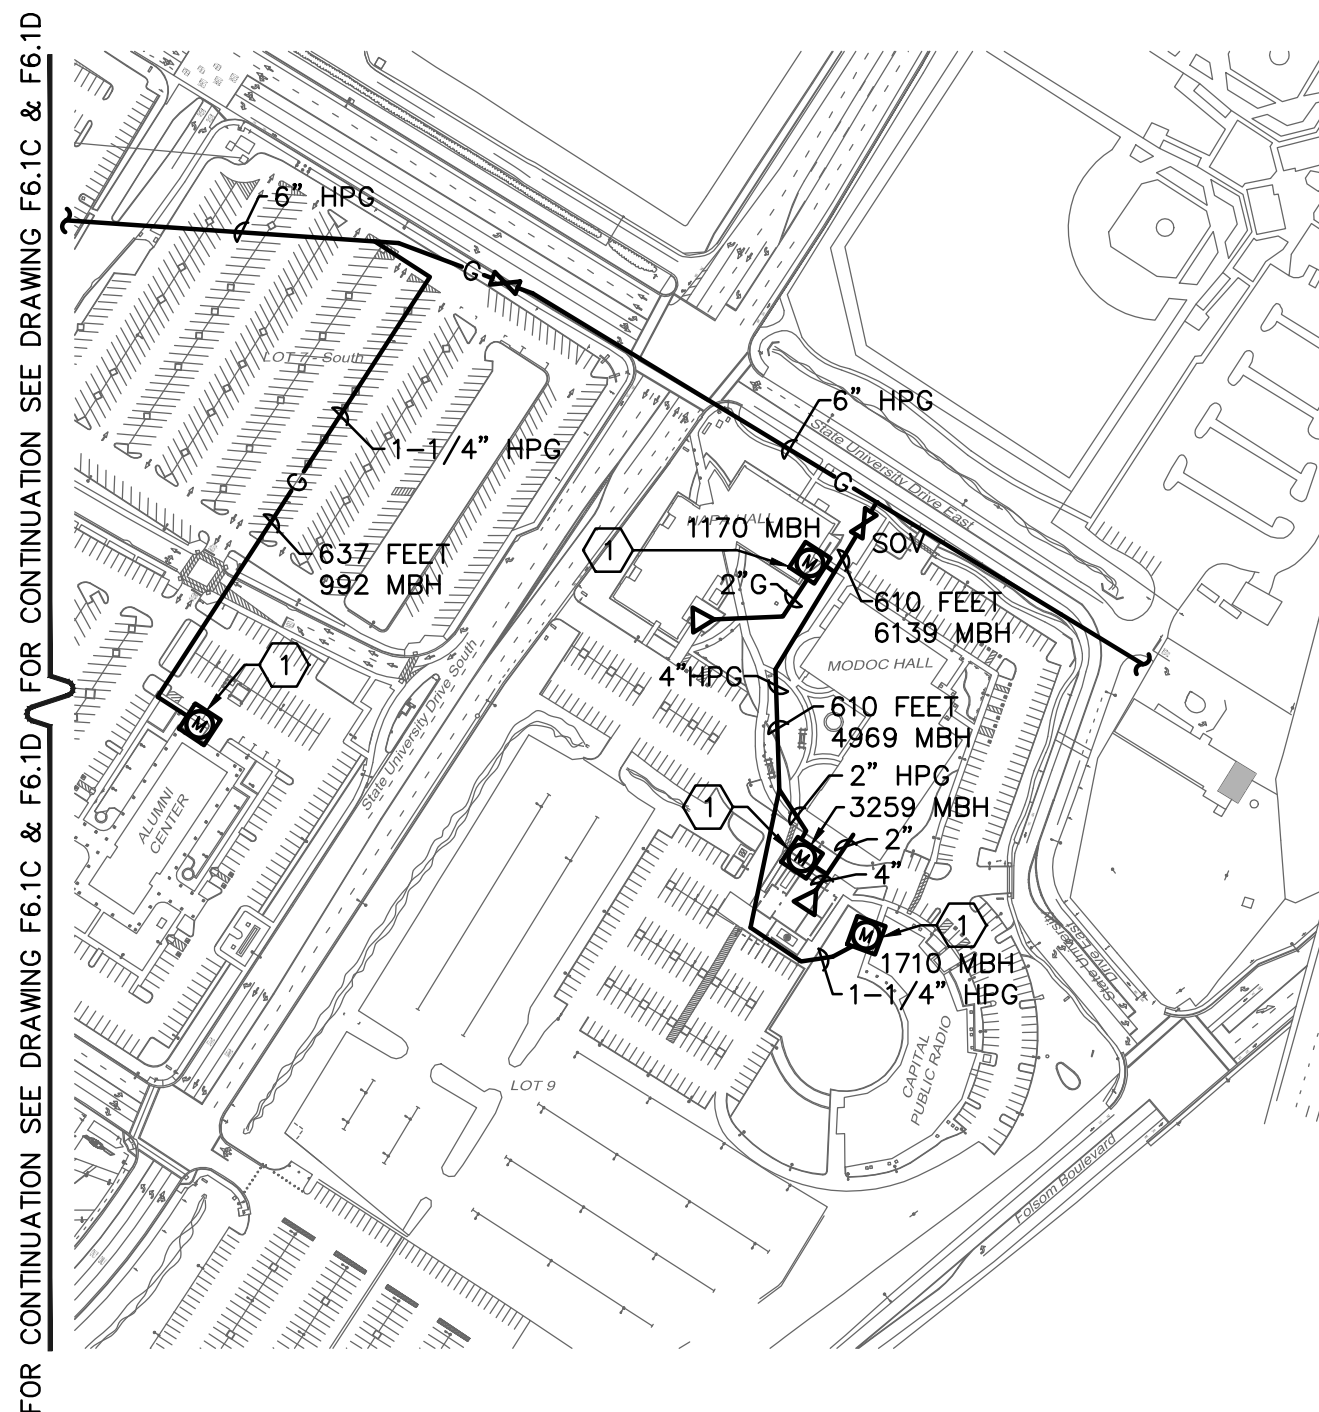 FOR CONTINUATION SEE DRAWING F6.1C & F6.1D
FOR CONTINUATION SEE DRAWING F6.1C & F6.1D
6" HPG
G
LOT 7 - South
1-1/4" HPG
G
637 FEET
992 MBH
1
M
ALUMNI
CENTER
State University Drive South
6" HPG
State University Drive East
G
NAPA HALL
1170 MBH
1
M
SOV
2"G
610 FEET
6139 MBH
MODOC HALL
4"HPG
610 FEET
4969 MBH
2" HPG
3259 MBH
1
M
2"
4"
M
1
1710 MBH
1-1/4" HPG
State University
Drive East
CAPITAL
PUBLIC RADIO
LOT 9
Folsom Boulevard